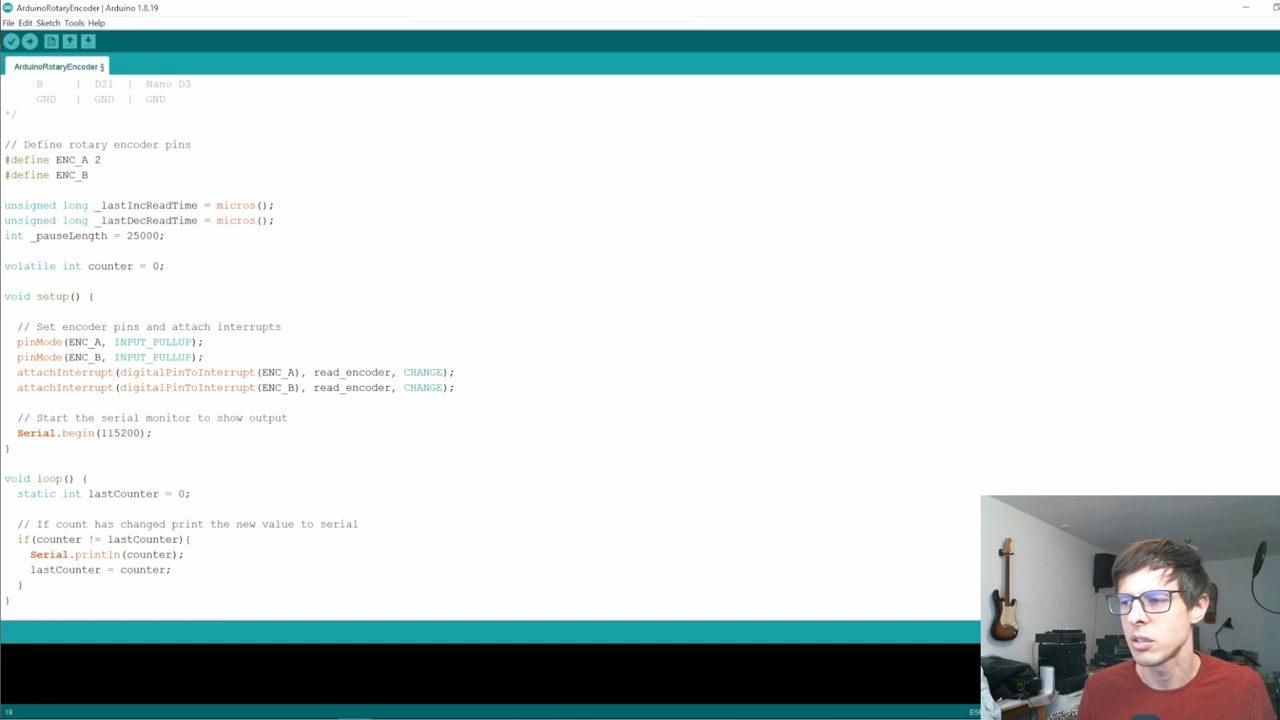 ArduinoRotaryEncoder | Arduino 1.8.19
File Edit Sketch Tools Help
ArduinoRotaryEncoder §
B | D21 | Nano D3
GND | GND | GND
*/
// Define rotary encoder pins
#define ENC_A 2
#define ENC_B
unsigned long _lastIncReadTime = micros();
unsigned long _lastDecReadTime = micros();
int _pauseLength = 25000;
volatile int counter = 0;
void setup() {
// Set encoder pins and attach interrupts
pinMode(ENC_A, INPUT_PULLUP);
pinMode(ENC_B, INPUT_PULLUP);
attachInterrupt(digitalPinToInterrupt(ENC_A), read_encoder, CHANGE);
attachInterrupt(digitalPinToInterrupt(ENC_B), read_encoder, CHANGE);
// Start the serial monitor to show output
Serial.begin(115200);
}
void loop() {
static int lastCounter = 0;
// If count has changed print the new value to serial
if(counter != lastCounter){
Serial.println(counter);
lastCounter = counter;
}
}
19